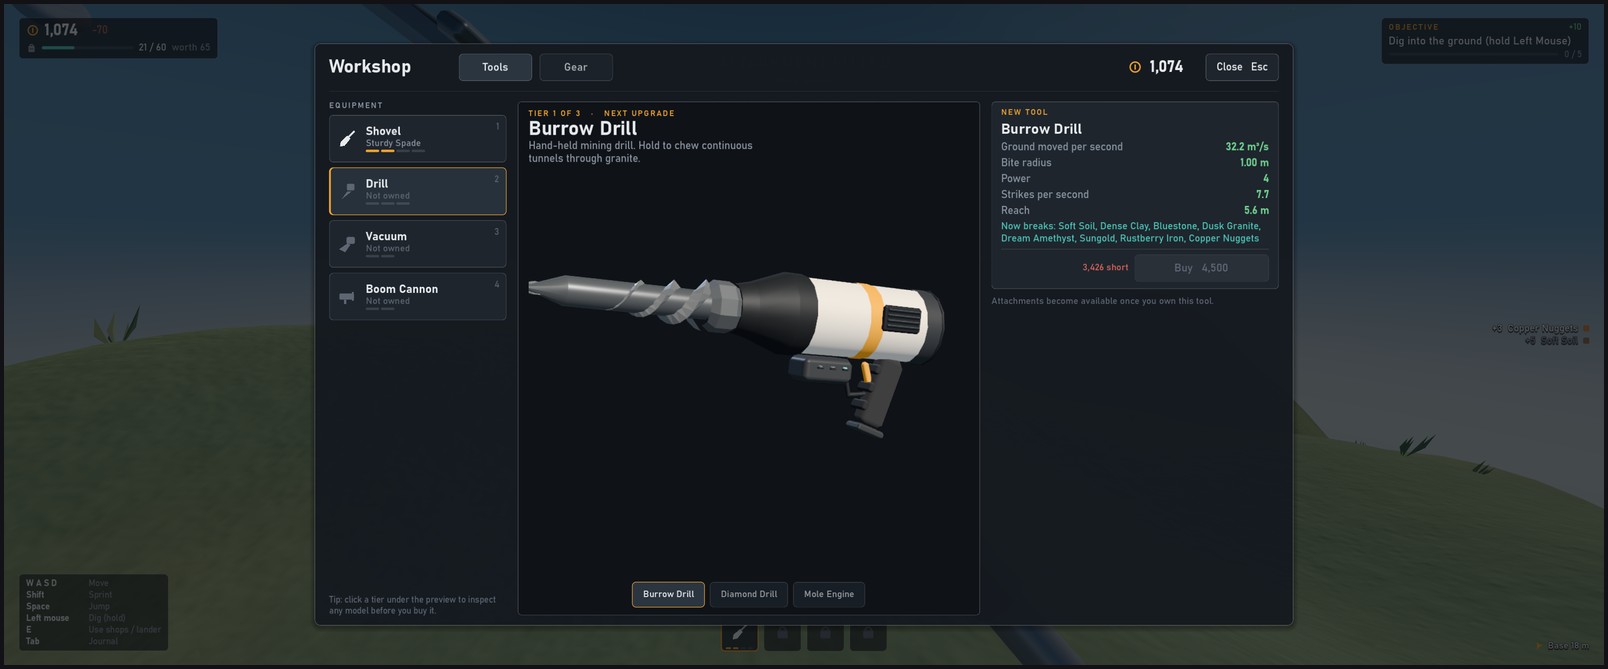 1,074 -70
21 / 60 worth 65
OBJECTIVE +10
Dig into the ground (hold Left Mouse)
0 / 5
Workshop
Tools
Gear
1,074
Close Esc
EQUIPMENT
Shovel 1
Sturdy Spade
Drill 2
Not owned
Vacuum 3
Not owned
Boom Cannon 4
Not owned
Tip: click a tier under the preview to inspect
any model before you buy it.
TIER 1 OF 3 · NEXT UPGRADE
Burrow Drill
Hand-held mining drill. Hold to chew continuous
tunnels through granite.
Burrow Drill
Diamond Drill
Mole Engine
NEW TOOL
Burrow Drill
Ground moved per second 32.2 m³/s
Bite radius 1.00 m
Power 4
Strikes per second 7.7
Reach 5.6 m
Now breaks: Soft Soil, Dense Clay, Bluestone, Dusk Granite,
Dream Amethyst, Sungold, Rustberry Iron, Copper Nuggets
3,426 short
Buy 4,500
Attachments become available once you own this tool.
+3 Copper Nuggets
+5 Soft Soil
W A S D Move
Shift Sprint
Space Jump
Left mouse Dig (hold)
E Use shops / lander
Tab Journal
Base 18 m